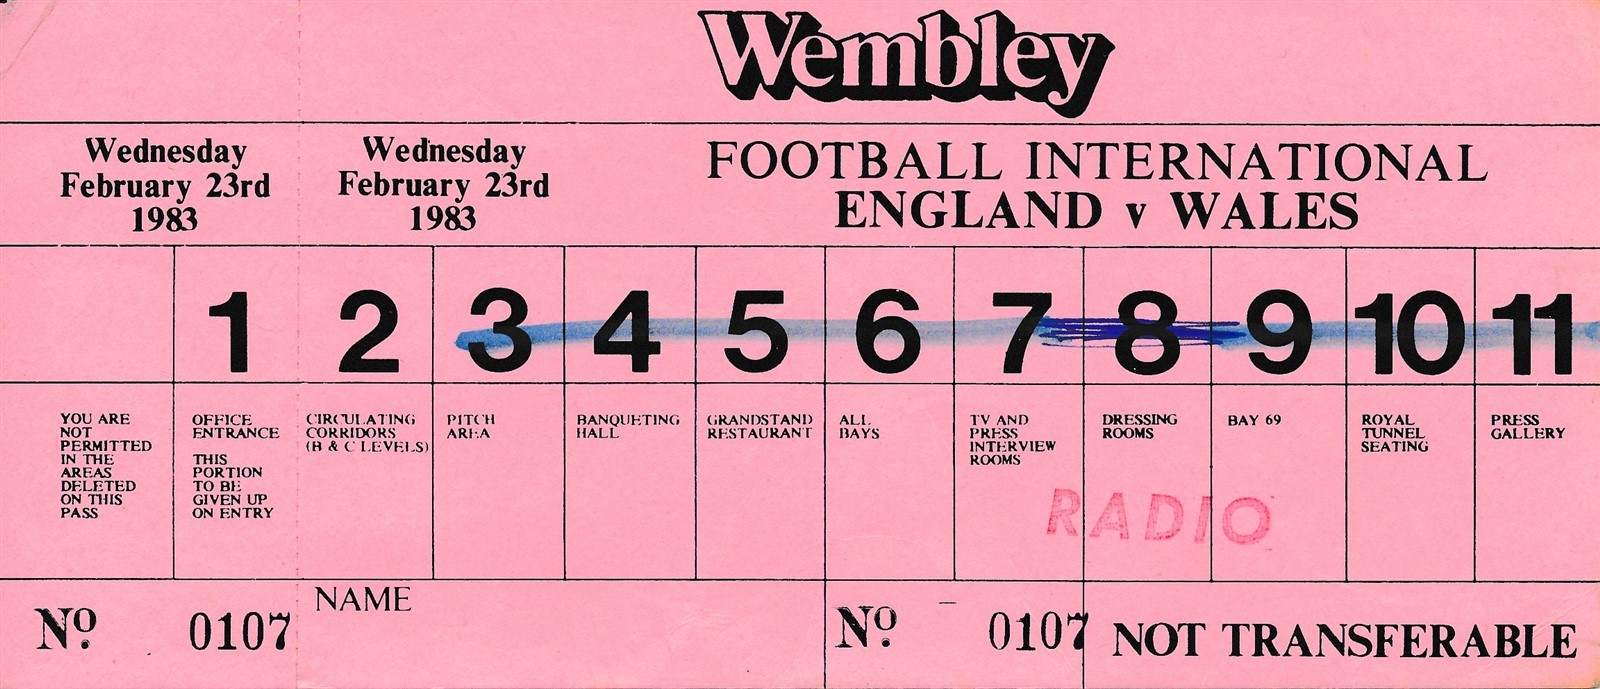 Wembley
Wednesday
February 23rd
1983
Wednesday
February 23rd
1983
FOOTBALL INTERNATIONAL
ENGLAND v WALES
1 2 3 4 5 6 7 8 9 10 11
YOU ARE
NOT
PERMITTED
IN THE
AREAS
DELETED
ON THIS
PASS
OFFICE
ENTRANCE
THIS
PORTION
TO BE
GIVEN UP
ON ENTRY
CIRCULATING
CORRIDORS
(B & C LEVELS)
PITCH
AREA
BANQUETING
HALL
GRANDSTAND
RESTAURANT
ALL
BAYS
TV AND
PRESS
INTERVIEW
ROOMS
DRESSING
ROOMS
BAY 69
ROYAL
TUNNEL
SEATING
PRESS
GALLERY
RADIO
Nº 0107
NAME
Nº 0107
NOT TRANSFERABLE